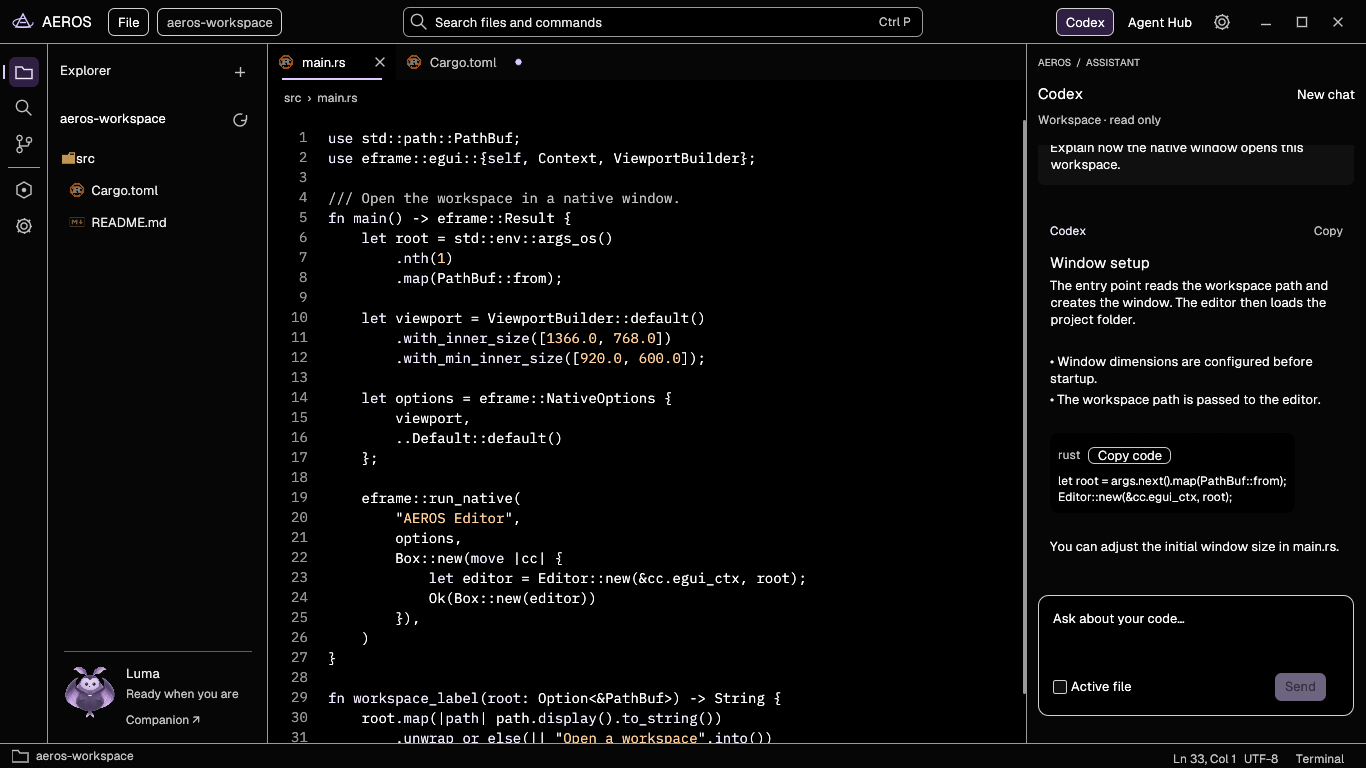 AEROS File aeros-workspace Search files and commands Ctrl P Codex Agent Hub
Explorer +
aeros-workspace
src
Cargo.toml
README.md
Luma
Ready when you are
Companion ↗
main.rs Cargo.toml
src › main.rs
1 use std::path::PathBuf;
2 use eframe::egui::{self, Context, ViewportBuilder};
3
4 /// Open the workspace in a native window.
5 fn main() -> eframe::Result {
6     let root = std::env::args_os()
7         .nth(1)
8         .map(PathBuf::from);
9
10     let viewport = ViewportBuilder::default()
11         .with_inner_size([1366.0, 768.0])
12         .with_min_inner_size([920.0, 600.0]);
13
14     let options = eframe::NativeOptions {
15         viewport,
16         ..Default::default()
17     };
18
19     eframe::run_native(
20         "AEROS Editor",
21         options,
22         Box::new(move |cc| {
23             let editor = Editor::new(&cc.egui_ctx, root);
24             Ok(Box::new(editor))
25         }),
26     )
27 }
28
29 fn workspace_label(root: Option<&PathBuf>) -> String {
30     root.map(|path| path.display().to_string())
31         .unwrap_or_else(|| "Open a workspace".into())
AEROS / ASSISTANT
Codex New chat
Workspace · read only
Explain how the native window opens this
workspace.
Codex Copy
Window setup
The entry point reads the workspace path and
creates the window. The editor then loads the
project folder.
• Window dimensions are configured before
startup.
• The workspace path is passed to the editor.
rust Copy code
let root = args.next().map(PathBuf::from);
Editor::new(&cc.egui_ctx, root);
You can adjust the initial window size in main.rs.
Ask about your code…
Active file Send
aeros-workspace Ln 33, Col 1 UTF-8 Terminal